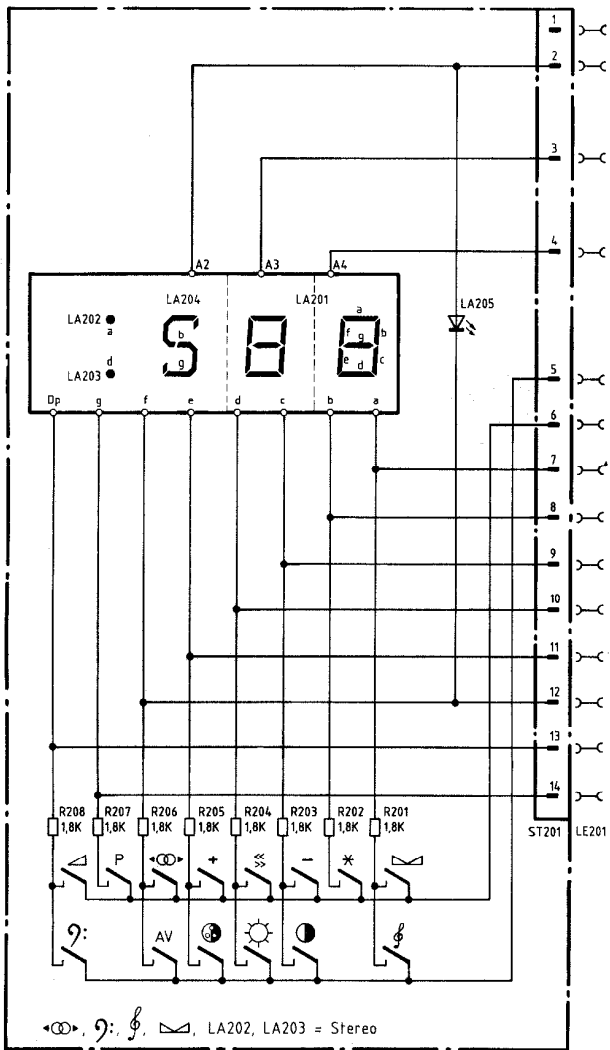 1
2
3
4
A2 A3 A4
LA204 LA201 LA205
LA202 a b a f g b
d g e d c
LA203
5
Dp g f e d c b a
6
7
8
9
10
11
12
13
14
R208 R207 R206 R205 R204 R203 R202 R201
1,8K 1,8K 1,8K 1,8K 1,8K 1,8K 1,8K 1,8K
ST201 LE201
P + − *
AV
LA202, LA203 = Stereo